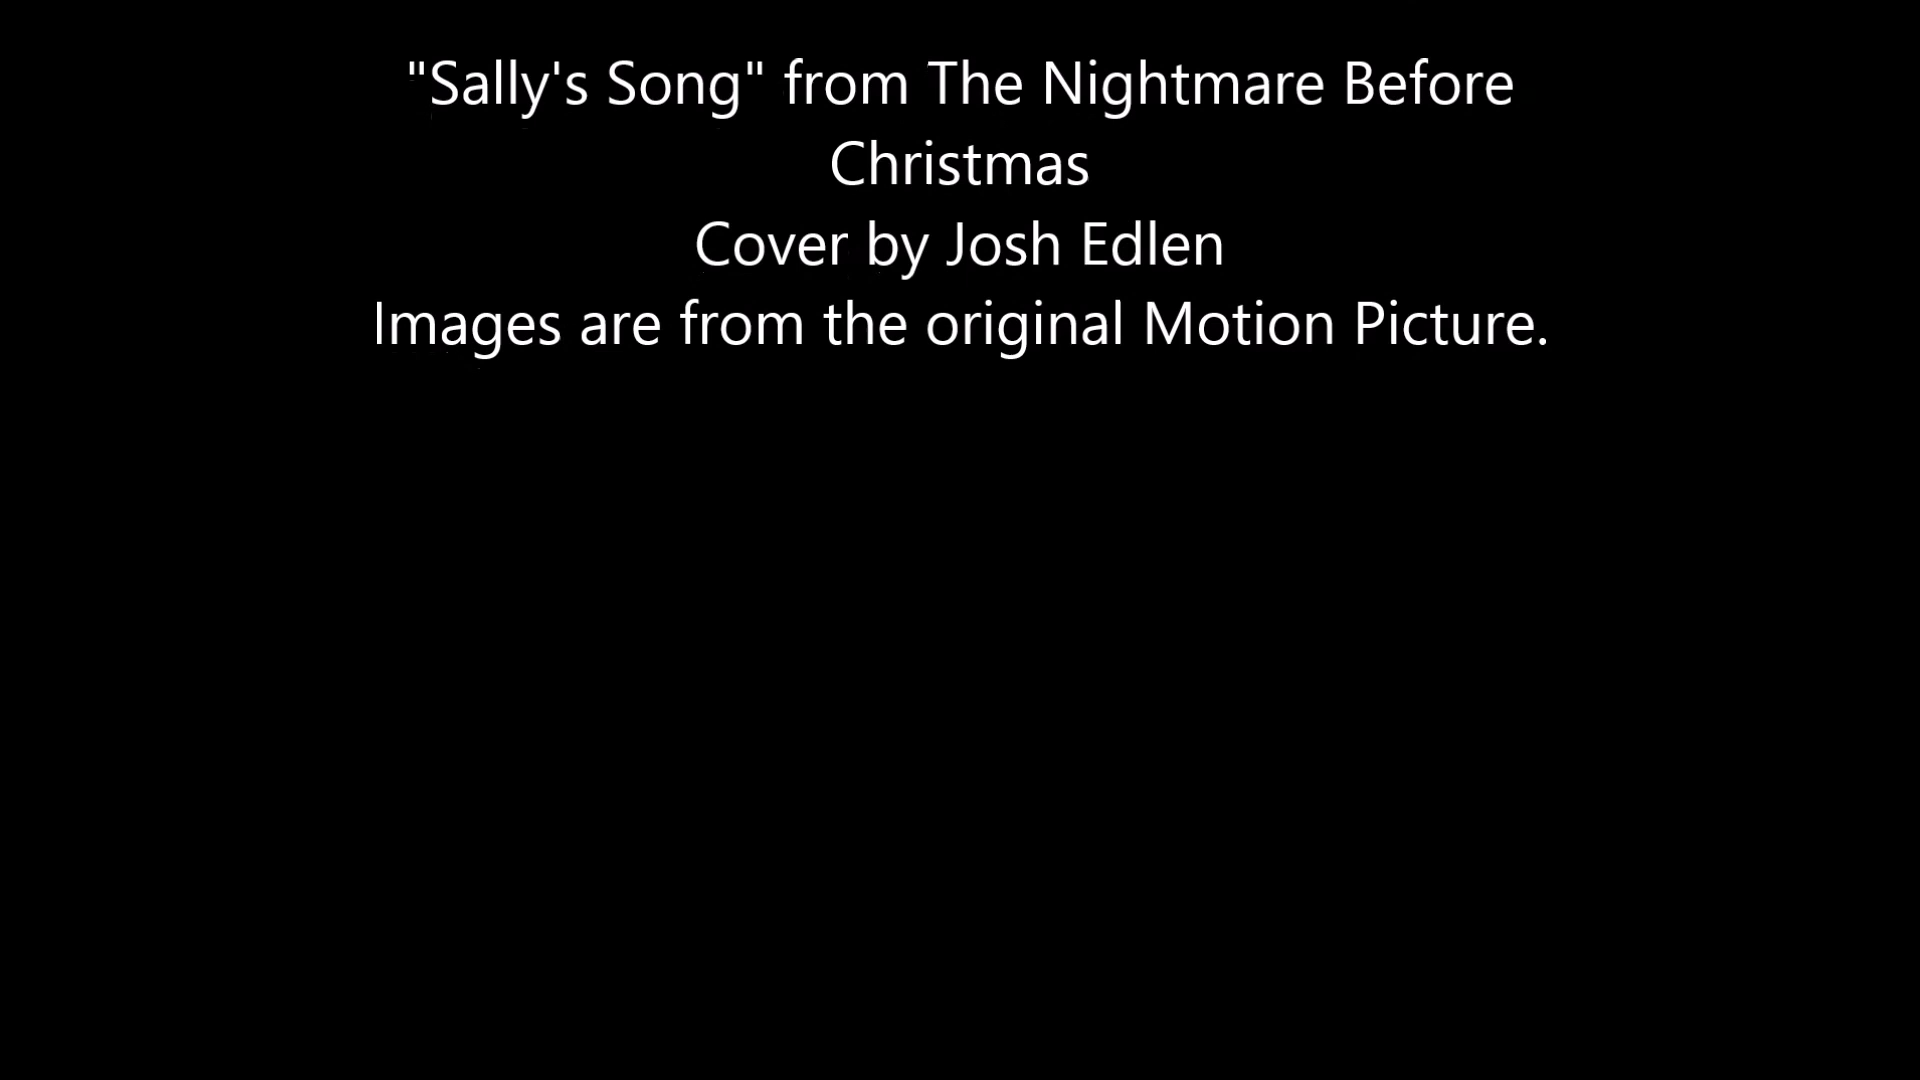 "Sally's Song" from The Nightmare Before
Christmas
Cover by Josh Edlen
Images are from the original Motion Picture.